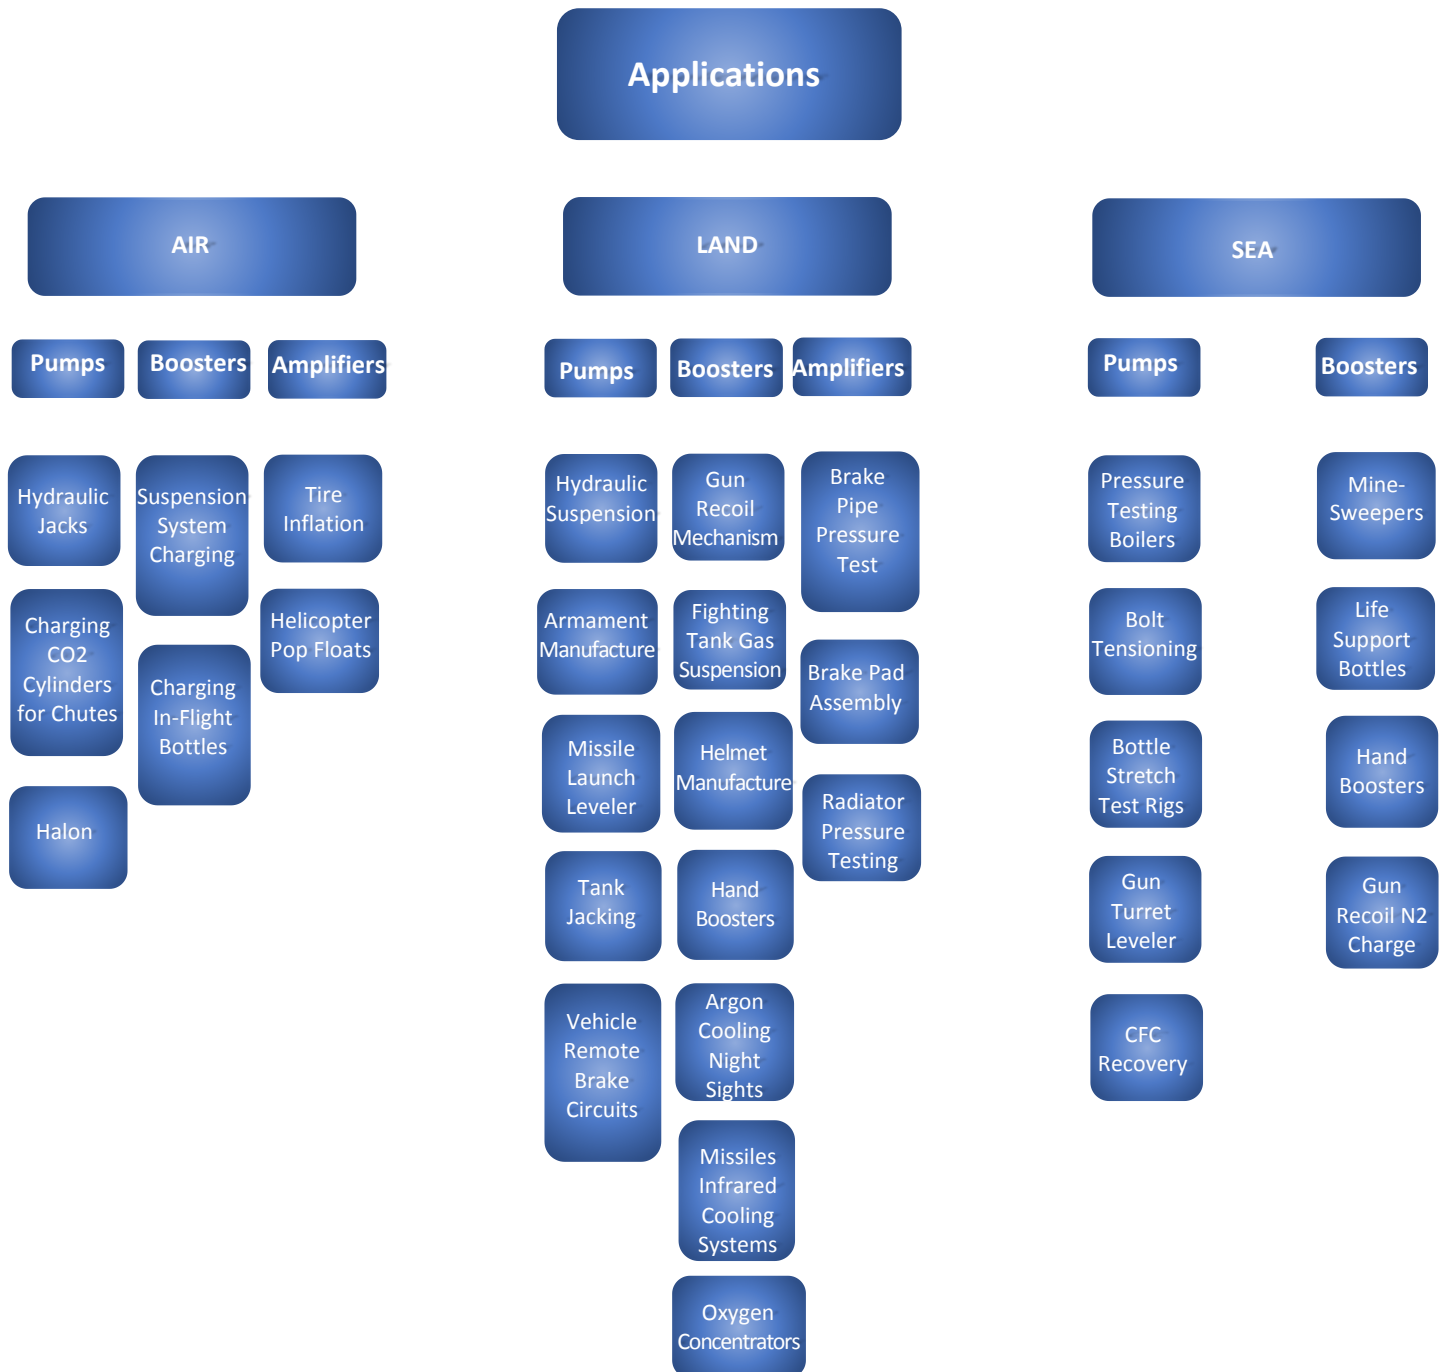 Applications
AIR
LAND
SEA
Pumps
Boosters
Amplifiers
Pumps
Boosters
Amplifiers
Pumps
Boosters
Hydraulic
Jacks
Charging
CO2
Cylinders
for Chutes
Halon
Suspension
System
Charging
Charging
In-Flight
Bottles
Tire
Inflation
Helicopter
Pop Floats
Hydraulic
Suspension
Armament
Manufacture
Missile
Launch
Leveler
Tank
Jacking
Vehicle
Remote
Brake
Circuits
Gun
Recoil
Mechanism
Fighting
Tank Gas
Suspension
Helmet
Manufacture
Hand
Boosters
Argon
Cooling
Night
Sights
Missiles
Infrared
Cooling
Systems
Oxygen
Concentrators
Brake
Pipe
Pressure
Test
Brake Pad
Assembly
Radiator
Pressure
Testing
Pressure
Testing
Boilers
Bolt
Tensioning
Bottle
Stretch
Test Rigs
Gun
Turret
Leveler
CFC
Recovery
Mine-
Sweepers
Life
Support
Bottles
Hand
Boosters
Gun
Recoil N2
Charge